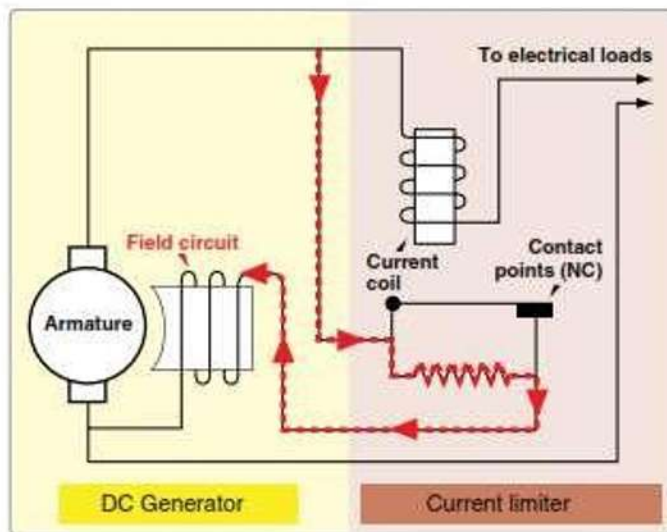 To electrical loads
Field circuit
Current
coil
Contact
points (NC)
Armature
DC Generator
Current limiter